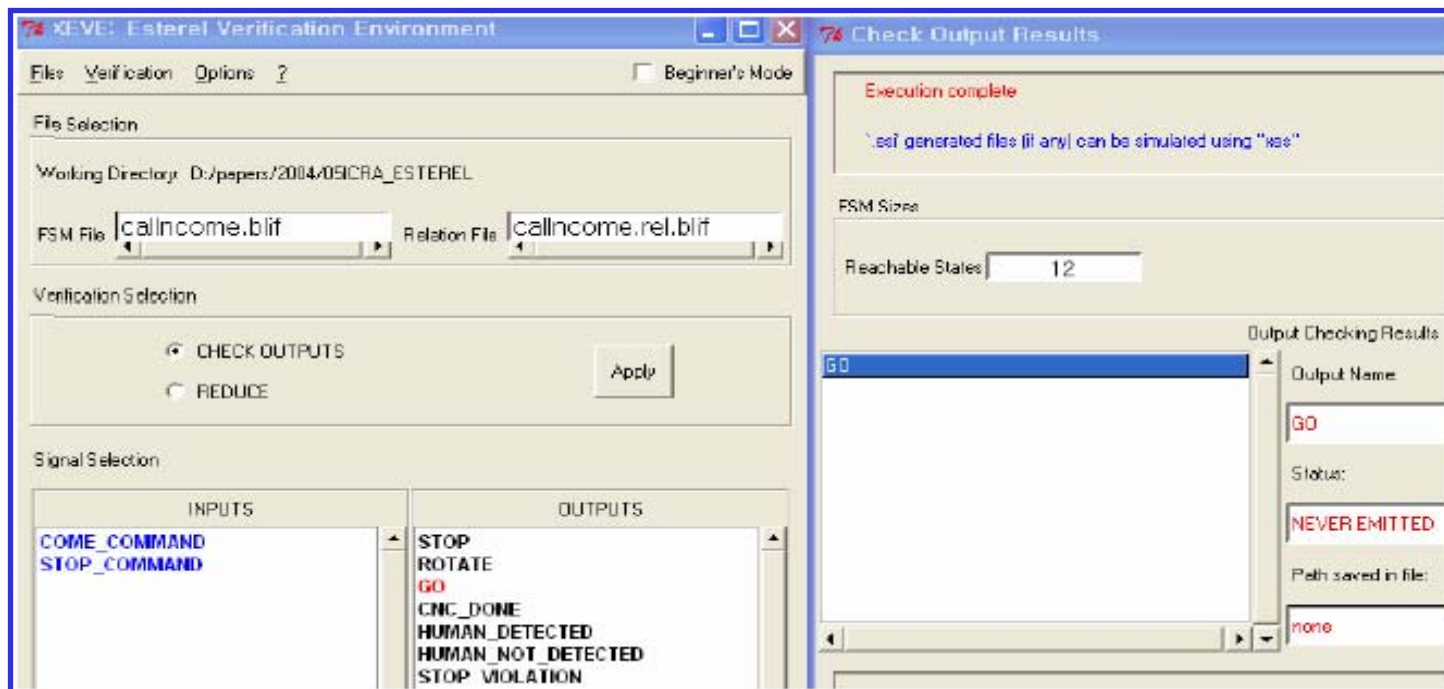 XEVE: Esterel Verification Environment
Files Verification Options ?
Beginner's Mode
File Selection
Working Directory: D:/papers/2004/05ICRA_ESTEREL
FSM File
callncome.blif
Relation File
callncome.rel.blif
Verification Selection
CHECK OUTPUTS
REDUCE
Apply
Signal Selection
INPUTS
COME_COMMAND
STOP_COMMAND
OUTPUTS
STOP
ROTATE
GO
CNC_DONE
HUMAN_DETECTED
HUMAN_NOT_DETECTED
STOP_VIOLATION
Check Output Results
Execution complete
'.esi' generated files (if any) can be simulated using "xes"
FSM Sizes
Reachable States
12
Output Checking Results
GO
Output Name:
GO
Status:
NEVER EMITTED
Path saved in file:
none